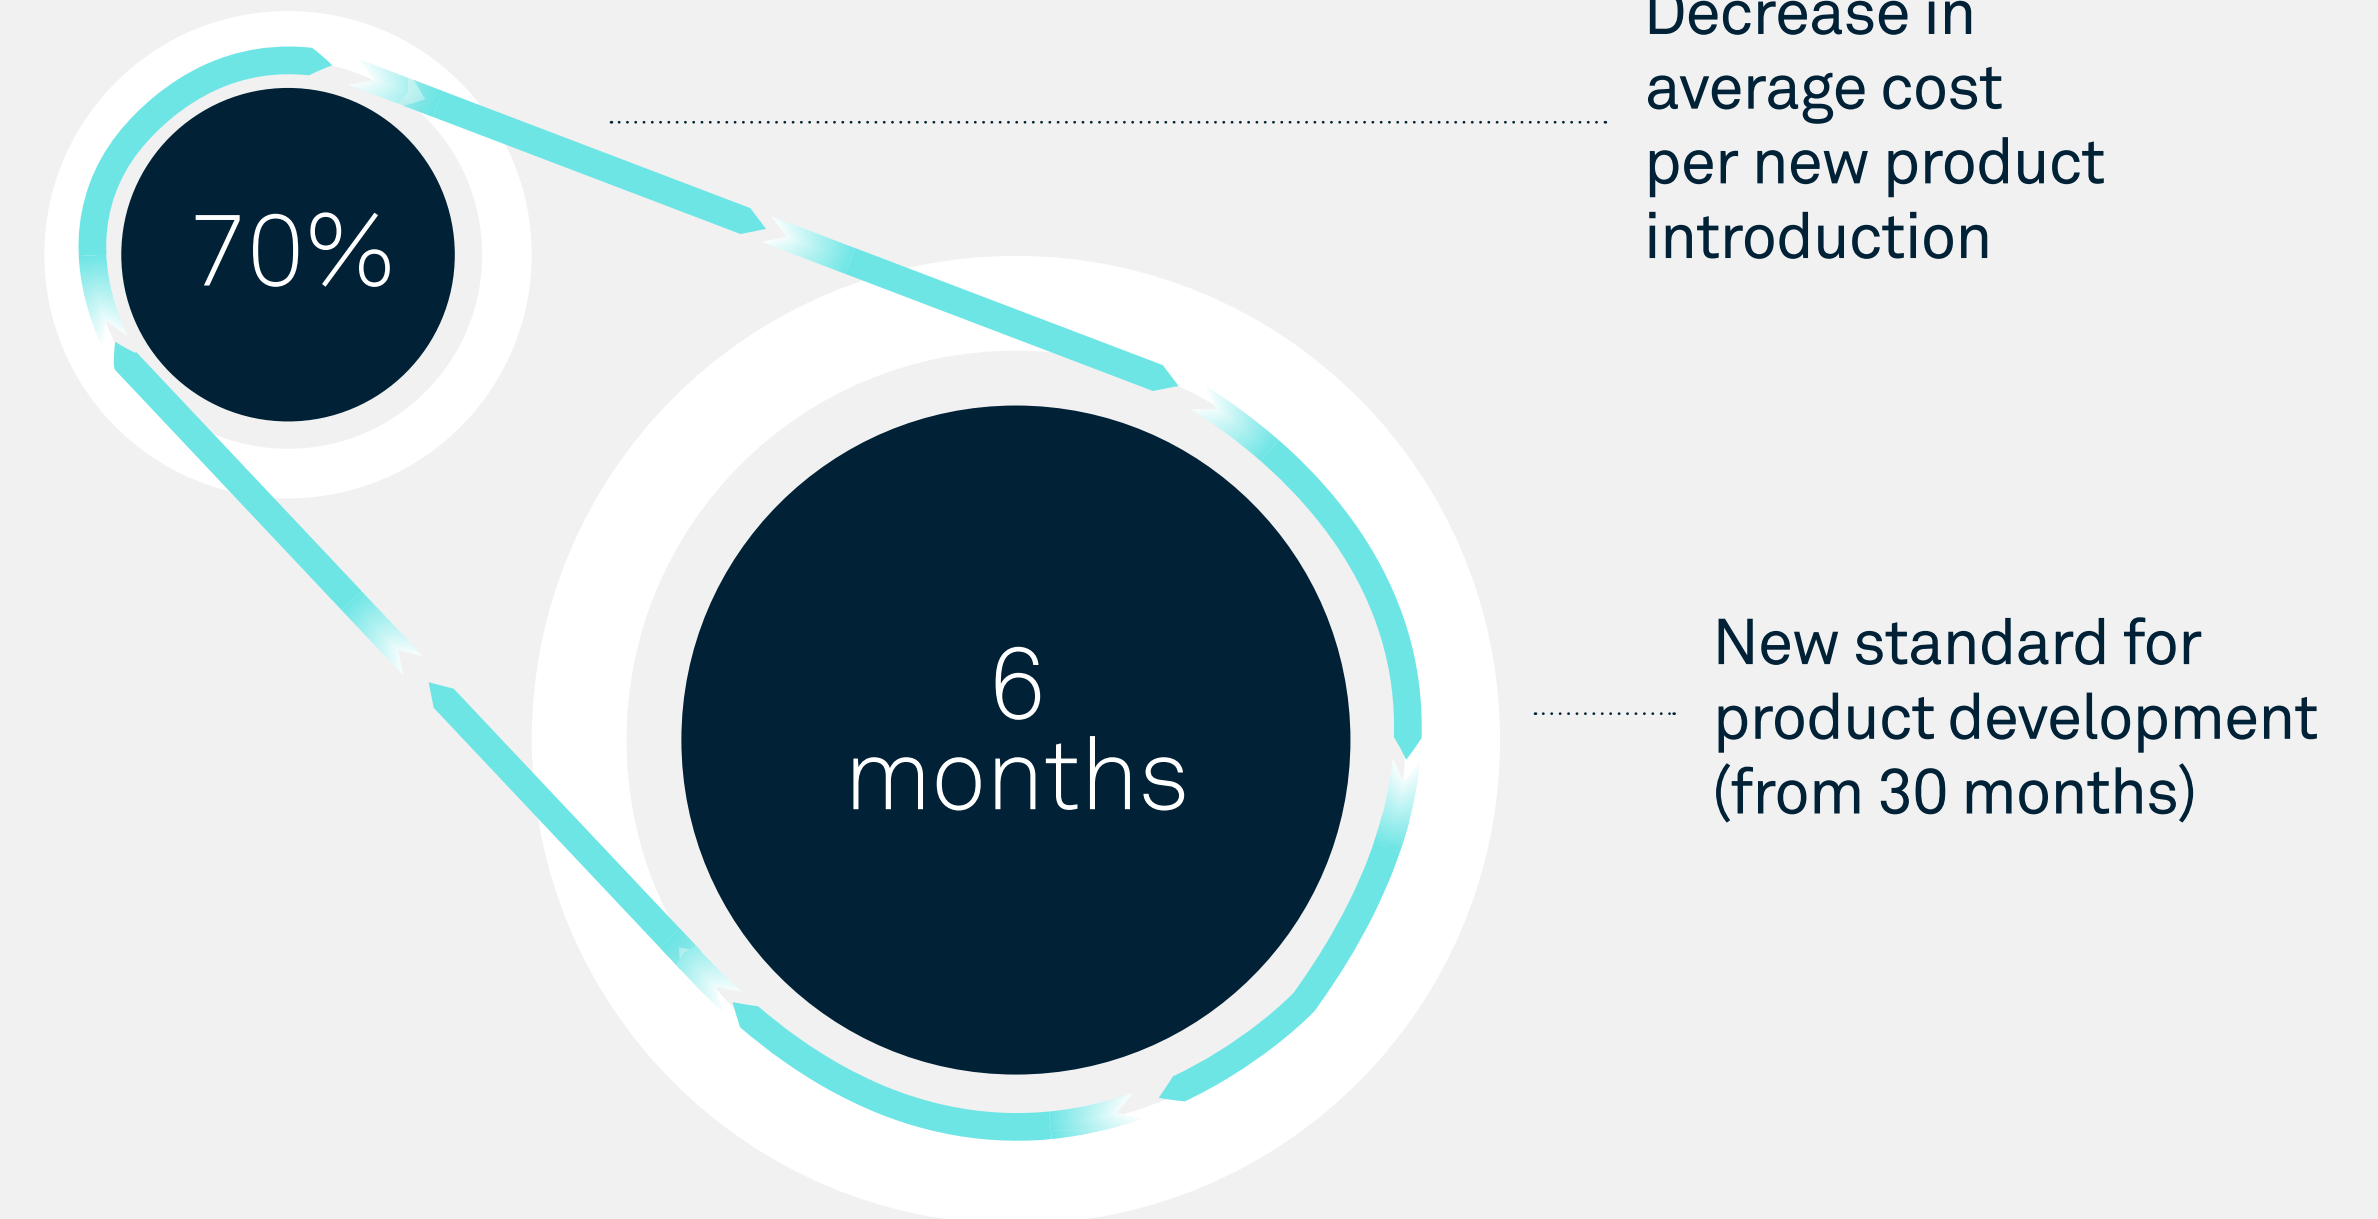 Decrease in
average cost
per new product
introduction
70%
6
months
New standard for
product development
(from 30 months)